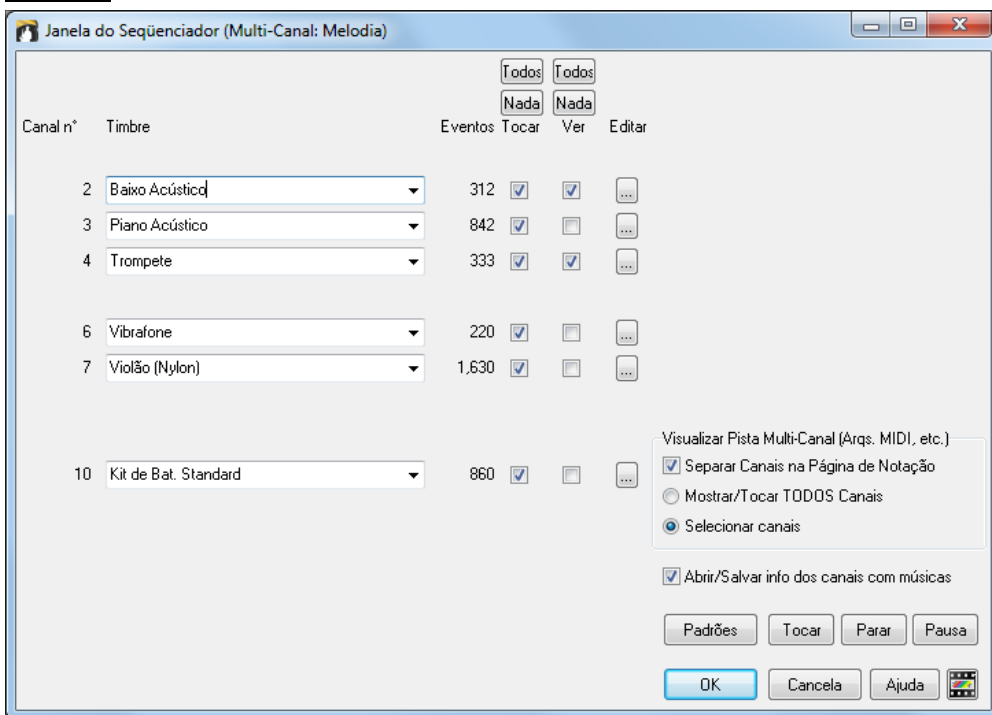 Janela do Seqüenciador (Multi-Canal: Melodia)
Todos Todos
Nada Nada
Canal n° Timbre Eventos Tocar Ver Editar
2 Baixo Acústico 312 ...
3 Piano Acústico 842 ...
4 Trompete 333 ...
6 Vibrafone 220 ...
7 Violão (Nylon) 1,630 ...
Visualizar Pista Multi-Canal (Arqs. MIDI, etc.)
Separar Canais na Página de Notação
10 Kit de Bat. Standard 860 ...
Mostrar/Tocar TODOS Canais
Selecionar canais
Abrir/Salvar info dos canais com músicas
Padrões Tocar Parar Pausa
OK Cancela Ajuda